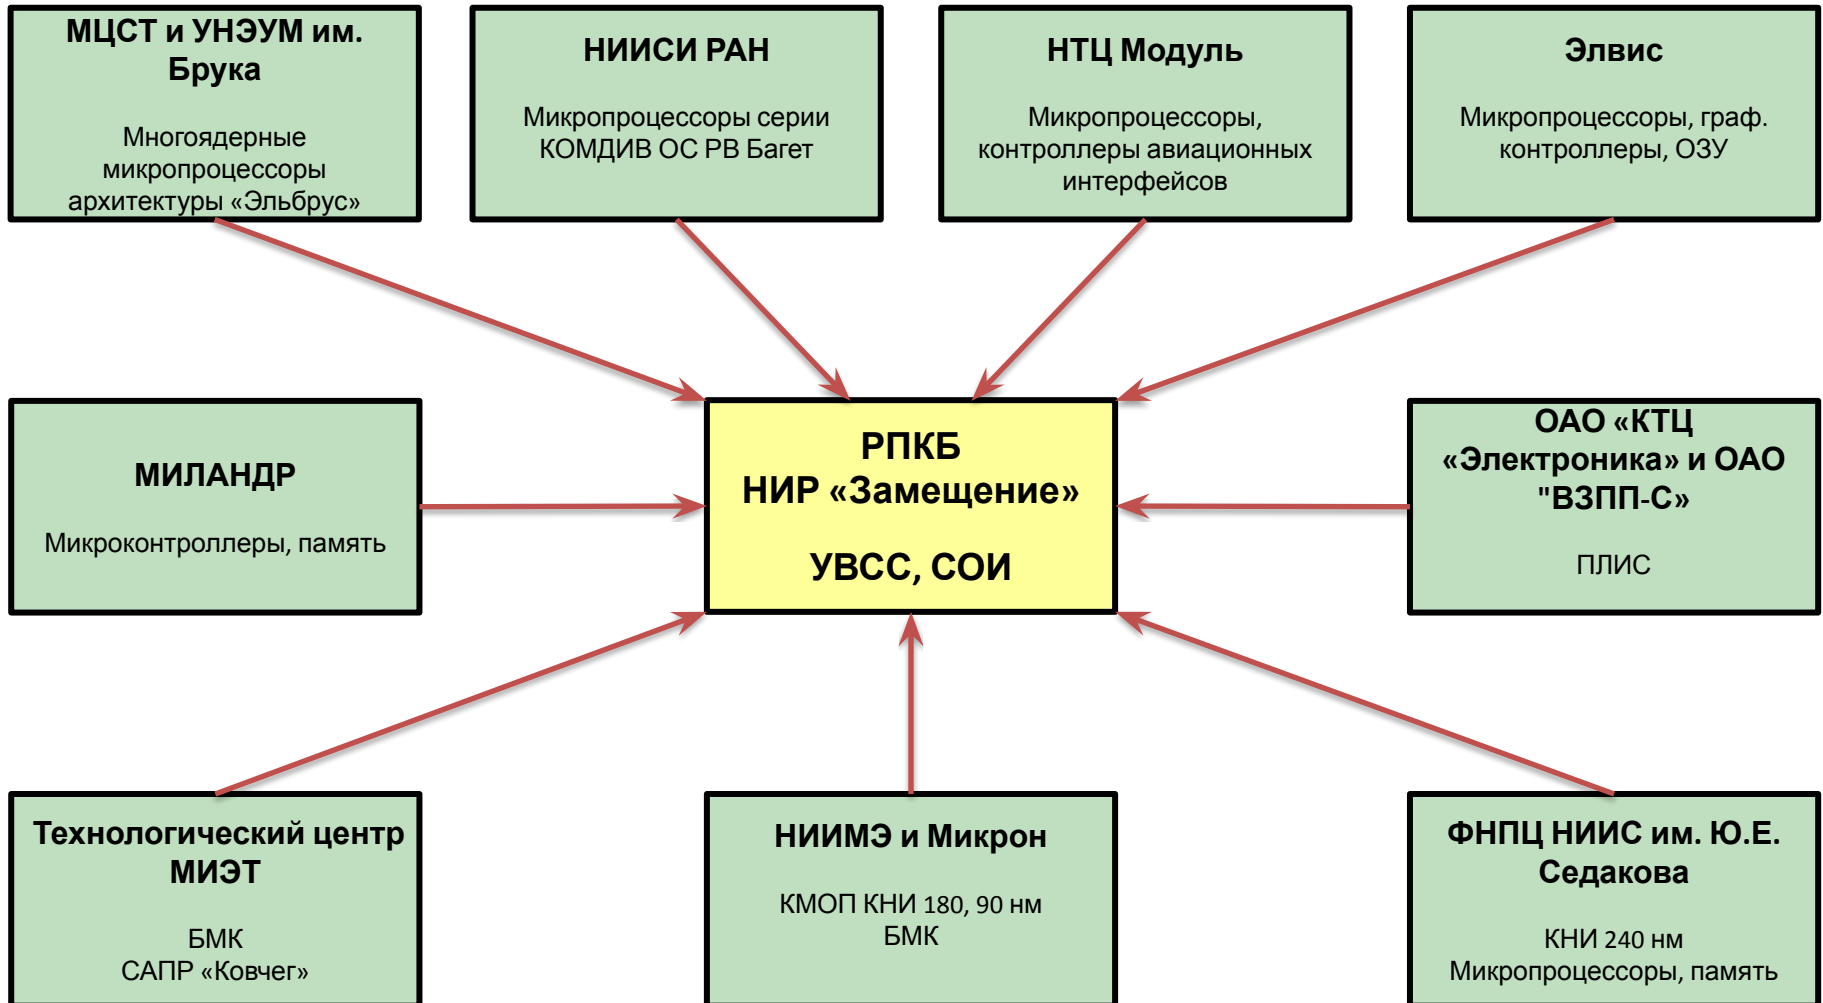 МЦСТ и УНЭУМ им.
Брука
Многоядерные
микропроцессоры
архитектуры «Эльбрус»
НИИСИ РАН
Микропроцессоры серии
КОМДИВ ОС РВ Багет
НТЦ Модуль
Микропроцессоры,
контроллеры авиационных
интерфейсов
Элвис
Микропроцессоры, граф.
контроллеры, ОЗУ
МИЛАНДР
Микроконтроллеры, память
РПКБ
НИР «Замещение»
УВСС, СОИ
ОАО «КТЦ
«Электроника» и ОАО
"ВЗПП-С»
ПЛИС
Технологический центр
МИЭТ
БМК
САПР «Ковчег»
НИИМЭ и Микрон
КМОП КНИ 180, 90 нм
БМК
ФНПЦ НИИС им. Ю.Е.
Седакова
КНИ 240 нм
Микропроцессоры, память